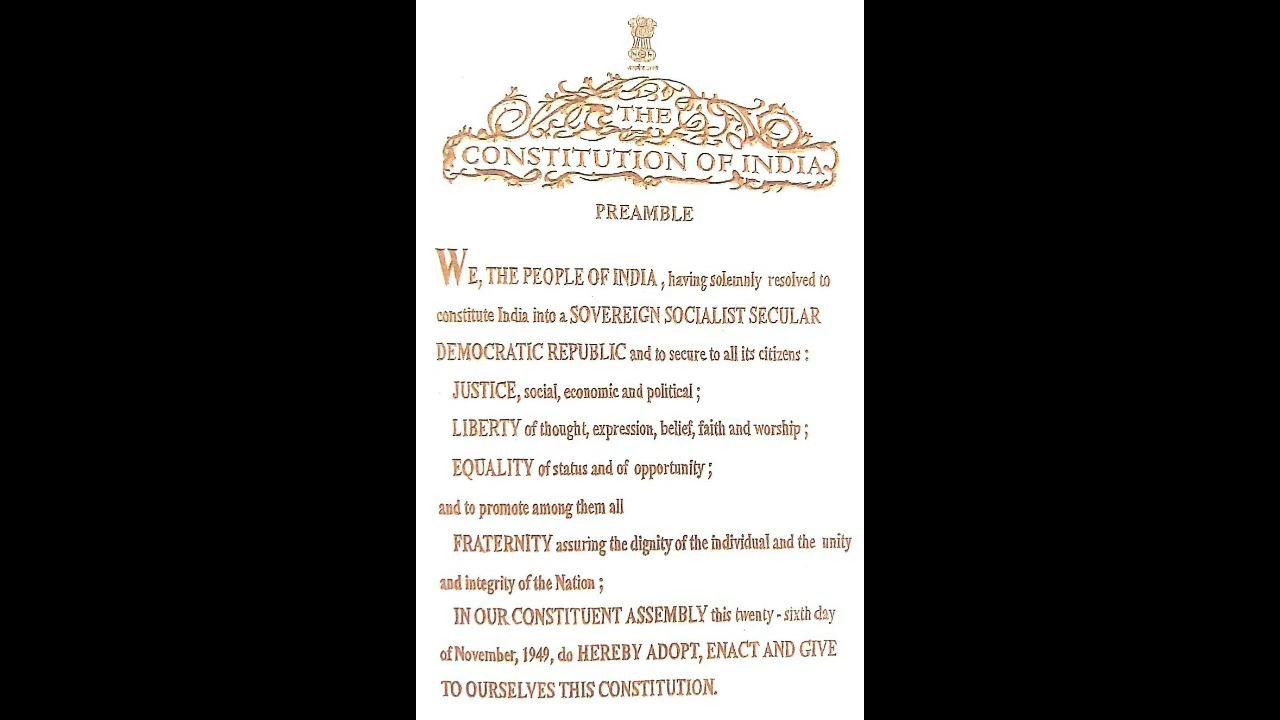 THE
CONSTITUTION OF INDIA
PREAMBLE
WE, THE PEOPLE OF INDIA , having solemnly resolved to
constitute India into a SOVEREIGN SOCIALIST SECULAR
DEMOCRATIC REPUBLIC and to secure to all its citizens :
JUSTICE, social, economic and political ;
LIBERTY of thought, expression, belief, faith and worship ;
EQUALITY of status and of opportunity ;
and to promote among them all
FRATERNITY assuring the dignity of the individual and the unity
and integrity of the Nation ;
IN OUR CONSTITUENT ASSEMBLY this twenty - sixth day
of November, 1949, do HEREBY ADOPT, ENACT AND GIVE
TO OURSELVES THIS CONSTITUTION.